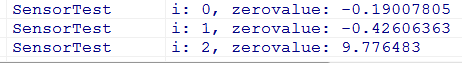 SensorTest i: 0, zerovalue: -0.19007805
SensorTest i: 1, zerovalue: -0.42606363
SensorTest i: 2, zerovalue: 9.776483